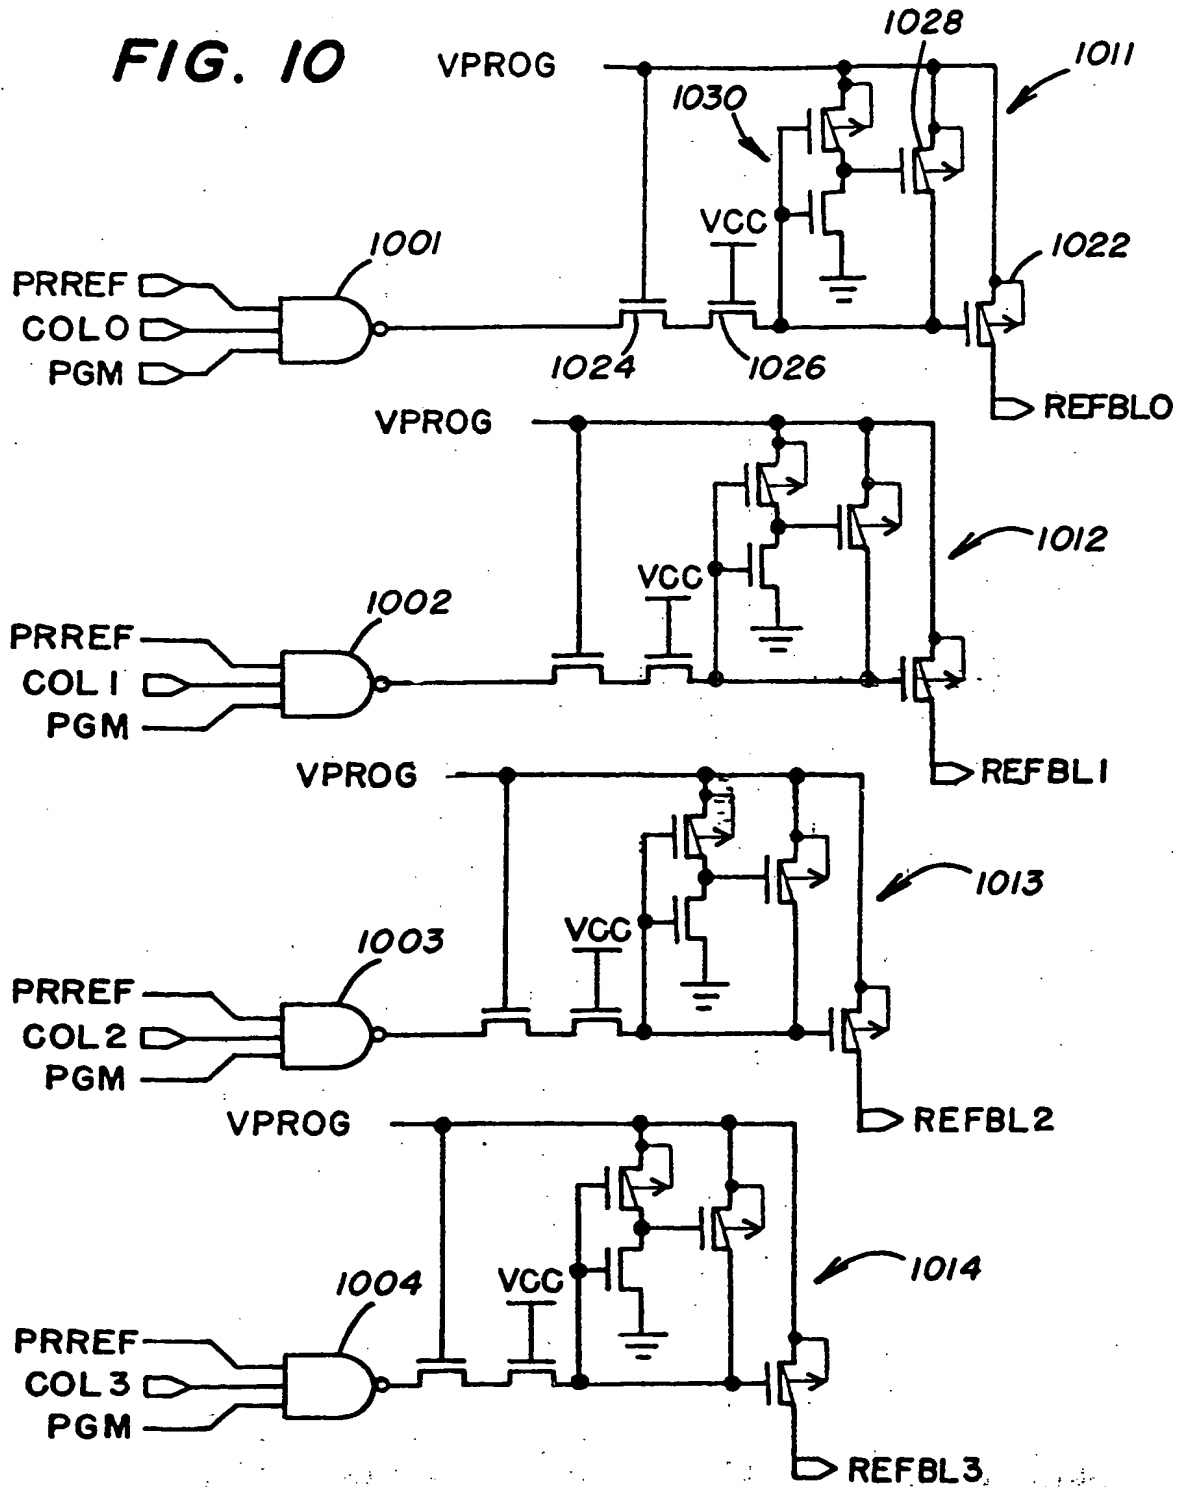 FIG. 10
VPROG
1028
1011
1030
VCC
1022
1001
PRREF
COL0
PGM
1024
1026
REFBL0
VPROG
1012
VCC
1002
PRREF
COL1
PGM
REFBL1
VPROG
1013
VCC
1003
PRREF
COL2
PGM
REFBL2
VPROG
1014
VCC
1004
PRREF
COL3
PGM
REFBL3